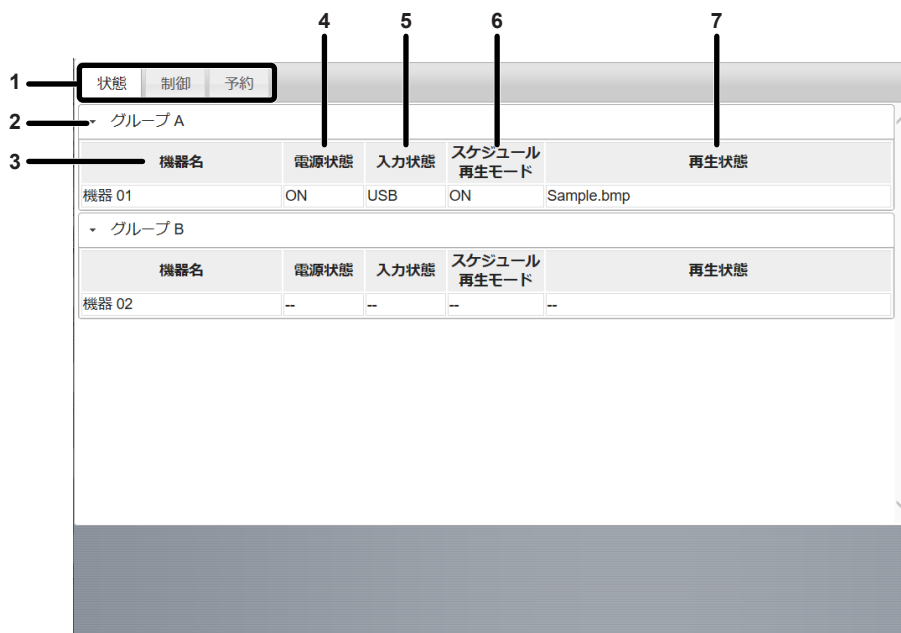 4 5 6 7
1 状態 制御 予約
2 グループ A
3 機器名 電源状態 入力状態 スケジュール
再生モード 再生状態
機器 01 ON USB ON Sample.bmp
グループ B
機器名 電源状態 入力状態 スケジュール
再生モード 再生状態
機器 02 -- -- -- --